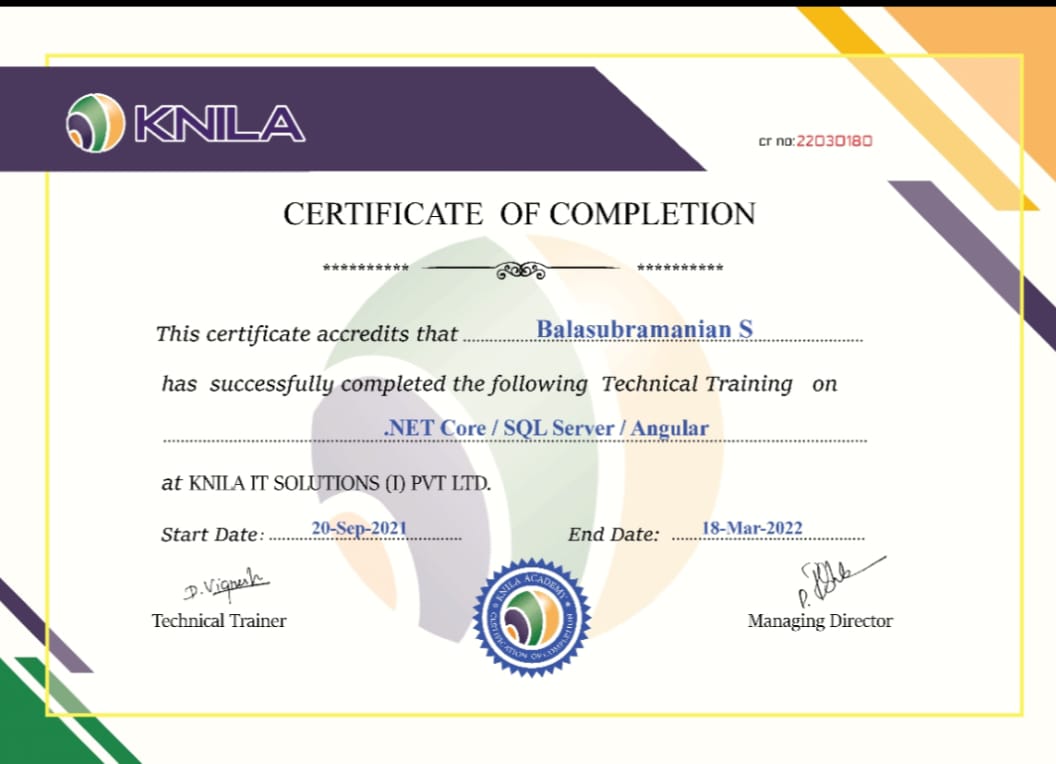 KNILA
cr no:22030180
CERTIFICATE OF COMPLETION
********** **********
This certificate accredits that Balasubramanian S
has successfully completed the following Technical Training on
.NET Core / SQL Server / Angular
at KNILA IT SOLUTIONS (I) PVT LTD.
Start Date: 20-Sep-2021 End Date: 18-Mar-2022
D. Vignesh
Technical Trainer
Managing Director
KNILA ACADEMY
CERTIFICATION OF COMPLETION